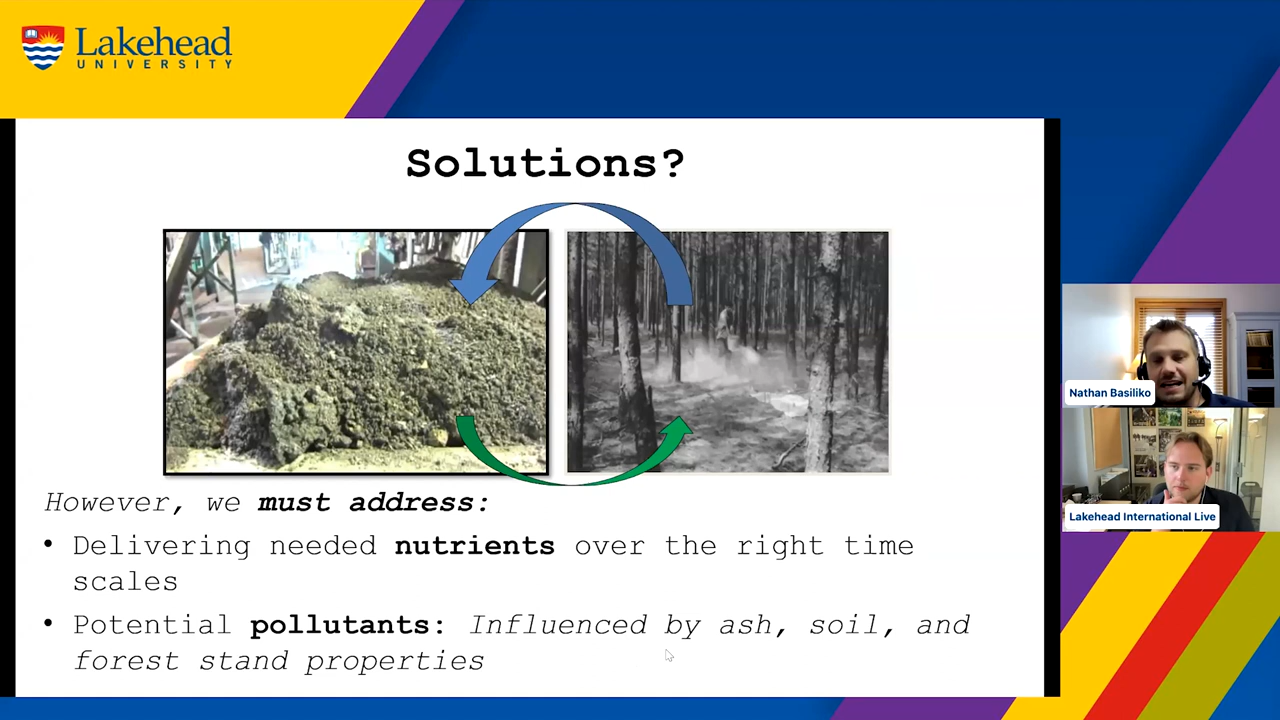 Lakehead
UNIVERSITY
Solutions?
However, we must address:
• Delivering needed nutrients over the right time
scales
• Potential pollutants: Influenced by ash, soil, and
forest stand properties
Nathan Basiliko
Lakehead International Live